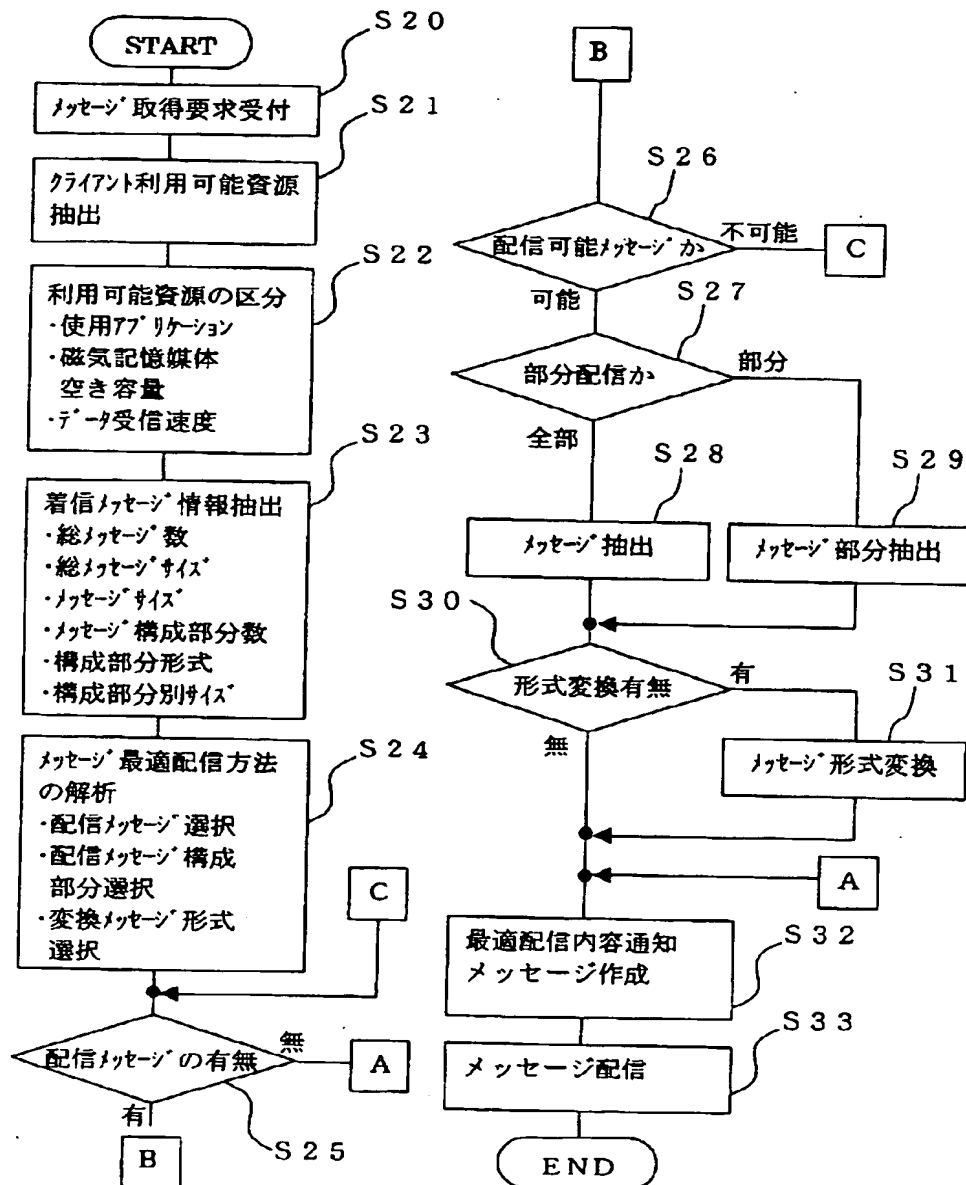 START
S20
メッセージ取得要求受付
S21
クライアント利用可能資源
抽出
S22
利用可能資源の区分
・使用アプリケーション
・磁気記憶媒体
空き容量
・データ受信速度
S23
着信メッセージ情報抽出
・総メッセージ数
・総メッセージサイズ
・メッセージサイズ
・メッセージ構成部分数
・構成部分形式
・構成部分別サイズ
S24
メッセージ最適配信方法
の解析
・配信メッセージ選択
・配信メッセージ構成
部分選択
・変換メッセージ形式
選択
C
配信メッセージの有無
無
A
有
S25
B
B
S26
配信可能メッセージか
不可能
C
可能
S27
部分配信か
部分
全部
S28
S29
メッセージ抽出
メッセージ部分抽出
S30
形式変換有無
有
S31
無
メッセージ形式変換
A
最適配信内容通知
メッセージ作成
S32
S33
メッセージ配信
END